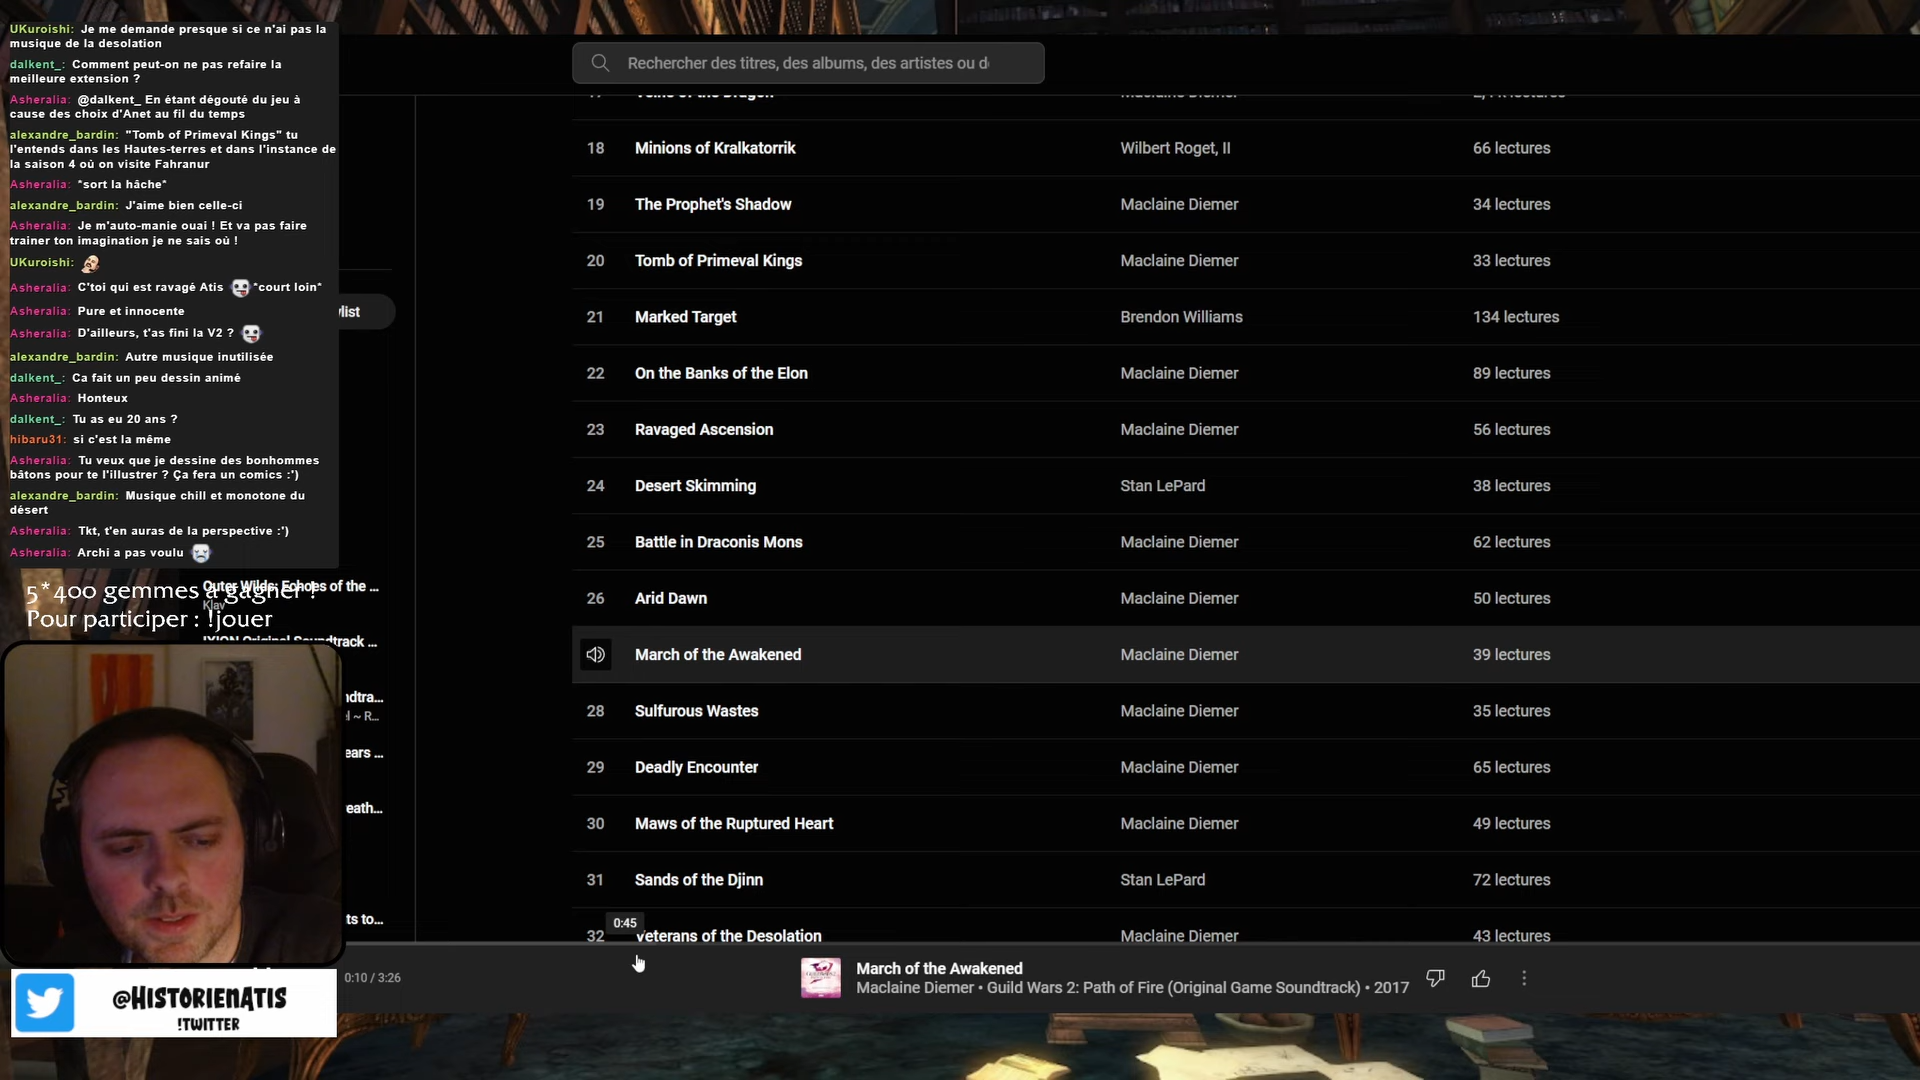 UKuroishi: Je me demande presque si ce n'ai pas la
musique de la desolation
dalkent_: Comment peut-on ne pas refaire la
meilleure extension ?
Asheralia: @dalkent_ En étant dégouté du jeu à
cause des choix d'Anet au fil du temps
alexandre_bardin: "Tomb of Primeval Kings" tu
l'entends dans les Hautes-terres et dans l'instance de
la saison 4 où on visite Fahranur
Asheralia: *sort la hâche*
alexandre_bardin: J'aime bien celle-ci
Asheralia: Je m'auto-manie ouai ! Et va pas faire
trainer ton imagination je ne sais où !
UKuroishi:
Asheralia: C'toi qui est ravagé Atis *court loin*
Asheralia: Pure et innocente
Asheralia: D'ailleurs, t'as fini la V2 ?
alexandre_bardin: Autre musique inutilisée
dalkent_: Ca fait un peu dessin animé
Asheralia: Honteux
dalkent_: Tu as eu 20 ans ?
hibaru31: si c'est la même
Asheralia: Tu veux que je dessine des bonhommes
bâtons pour te l'illustrer ? Ça fera un comics :')
alexandre_bardin: Musique chill et monotone du
désert
Asheralia: Tkt, t'en auras de la perspective :')
Asheralia: Archi a pas voulu
5*400 gemmes à gagner !
Pour participer : !jouer
Outer Wilds: Echoes of the ...
Klav
IXION Original Soundtrack ...
ndtra...
l ~ R...
ears ...
eath...
ts to...
ylist
Rechercher des titres, des albums, des artistes ou d
18 Minions of Kralkatorrik Wilbert Roget, II 66 lectures
19 The Prophet's Shadow Maclaine Diemer 34 lectures
20 Tomb of Primeval Kings Maclaine Diemer 33 lectures
21 Marked Target Brendon Williams 134 lectures
22 On the Banks of the Elon Maclaine Diemer 89 lectures
23 Ravaged Ascension Maclaine Diemer 56 lectures
24 Desert Skimming Stan LePard 38 lectures
25 Battle in Draconis Mons Maclaine Diemer 62 lectures
26 Arid Dawn Maclaine Diemer 50 lectures
March of the Awakened Maclaine Diemer 39 lectures
28 Sulfurous Wastes Maclaine Diemer 35 lectures
29 Deadly Encounter Maclaine Diemer 65 lectures
30 Maws of the Ruptured Heart Maclaine Diemer 49 lectures
31 Sands of the Djinn Stan LePard 72 lectures
0:45
32 Veterans of the Desolation Maclaine Diemer 43 lectures
0:10 / 3:26
March of the Awakened
Maclaine Diemer • Guild Wars 2: Path of Fire (Original Game Soundtrack) • 2017
@HistorienAtis
!Twitter